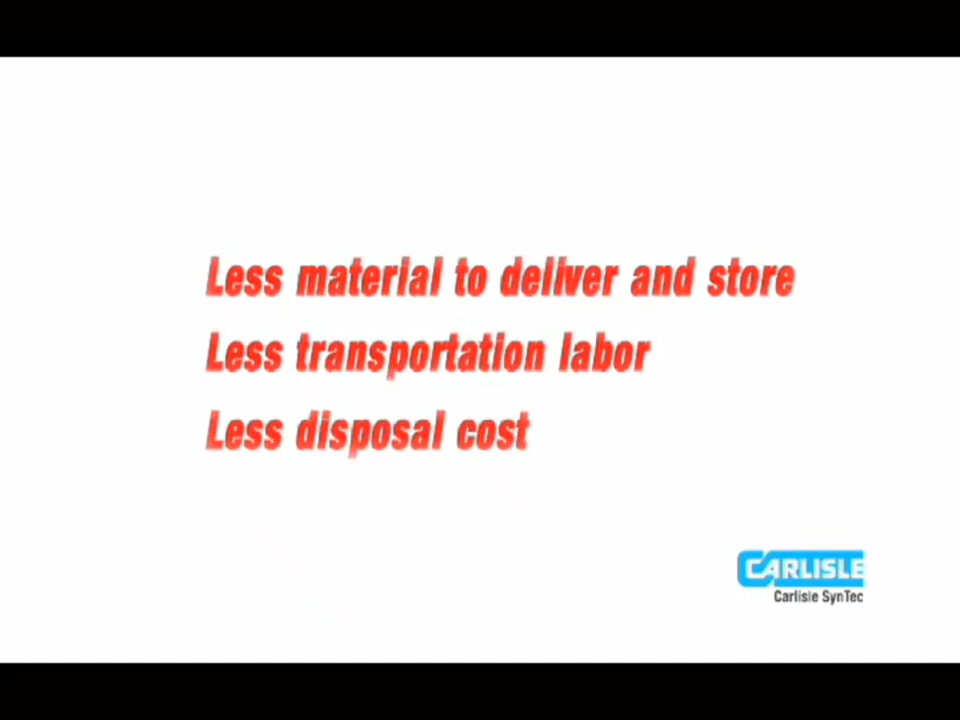 Less material to deliver and store
Less transportation labor
Less disposal cost
CARLISLE
Carlisle SynTec